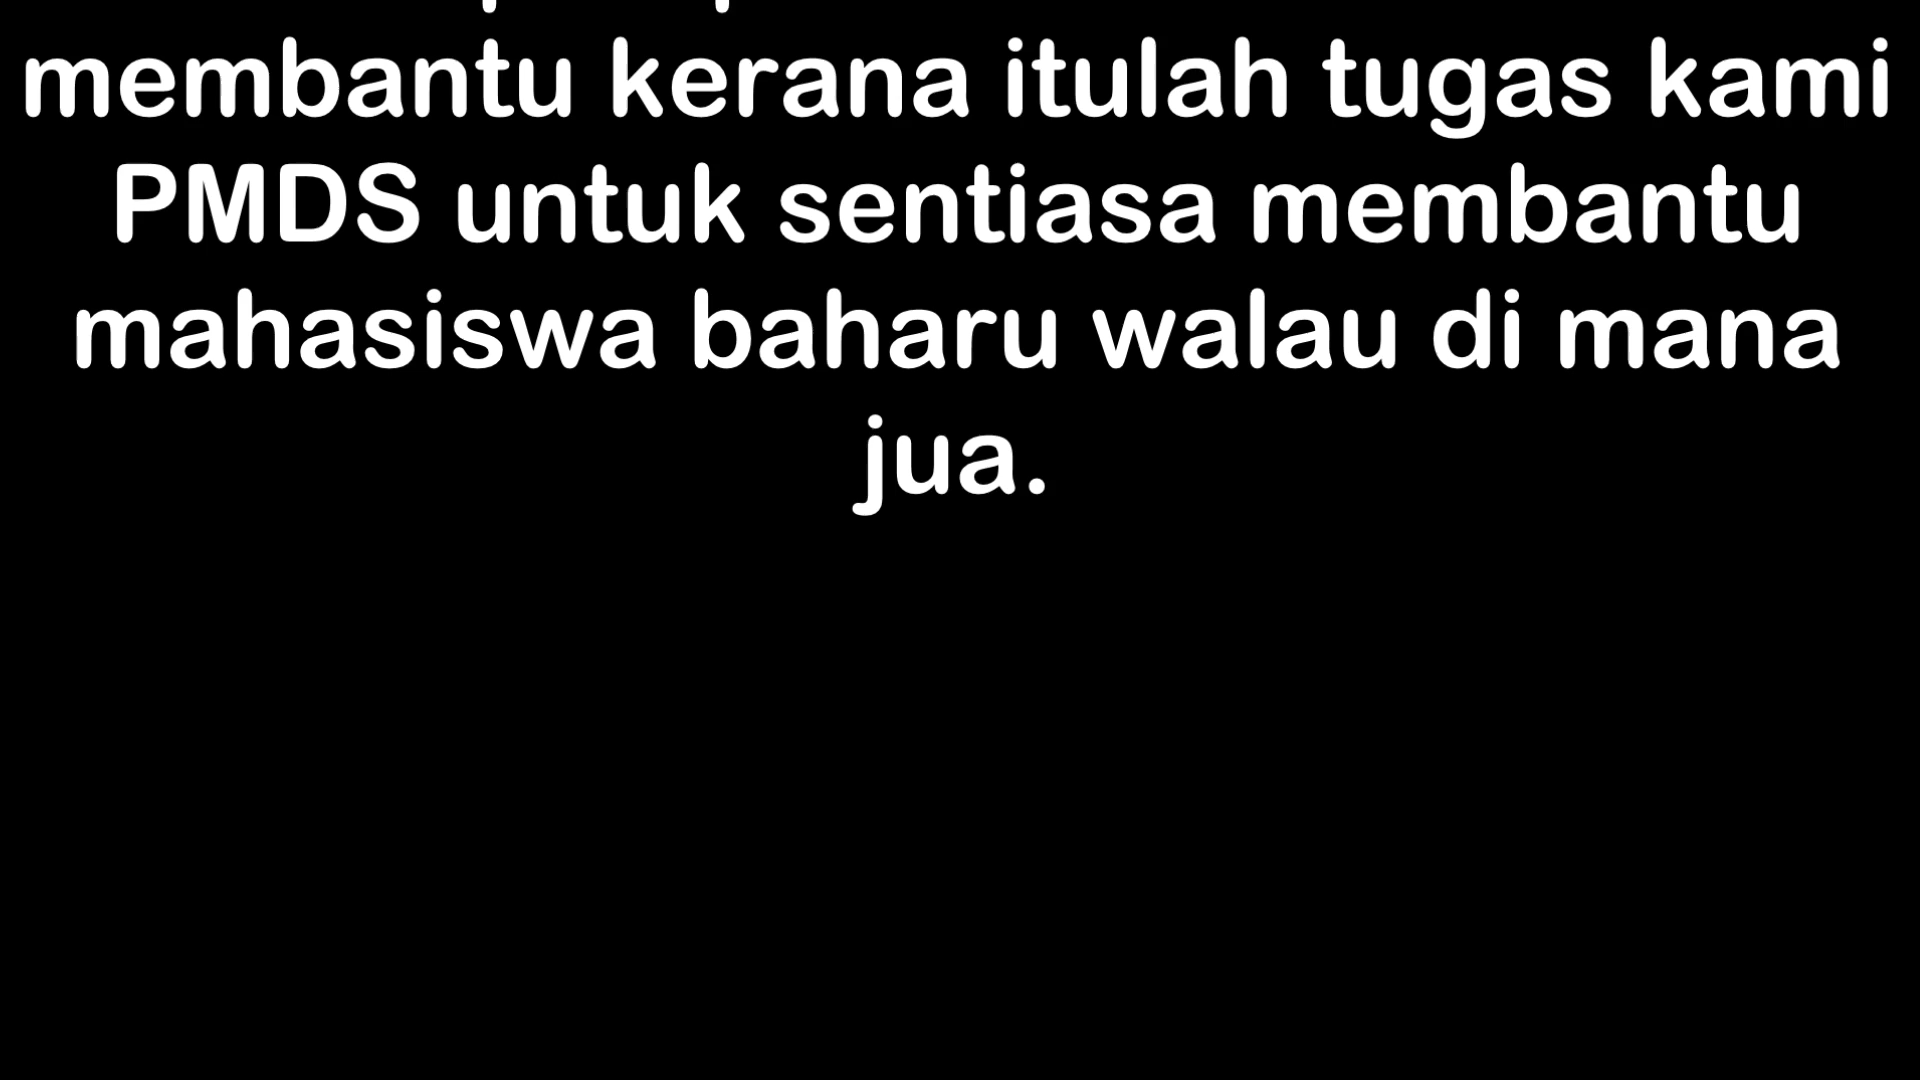 membantu kerana itulah tugas kami
PMDS untuk sentiasa membantu
mahasiswa baharu walau di mana
jua.